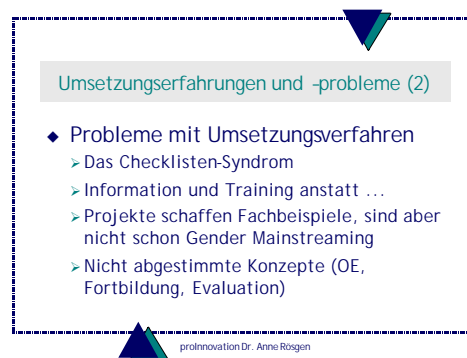 Umsetzungserfahrungen und -probleme (2)
Probleme mit Umsetzungsverfahren
Das Checklisten-Syndrom
Information und Training anstatt ...
Projekte schaffen Fachbeispiele, sind aber
nicht schon Gender Mainstreaming
Nicht abgestimmte Konzepte (OE,
Fortbildung, Evaluation)
proInnovation Dr. Anne Rösgen